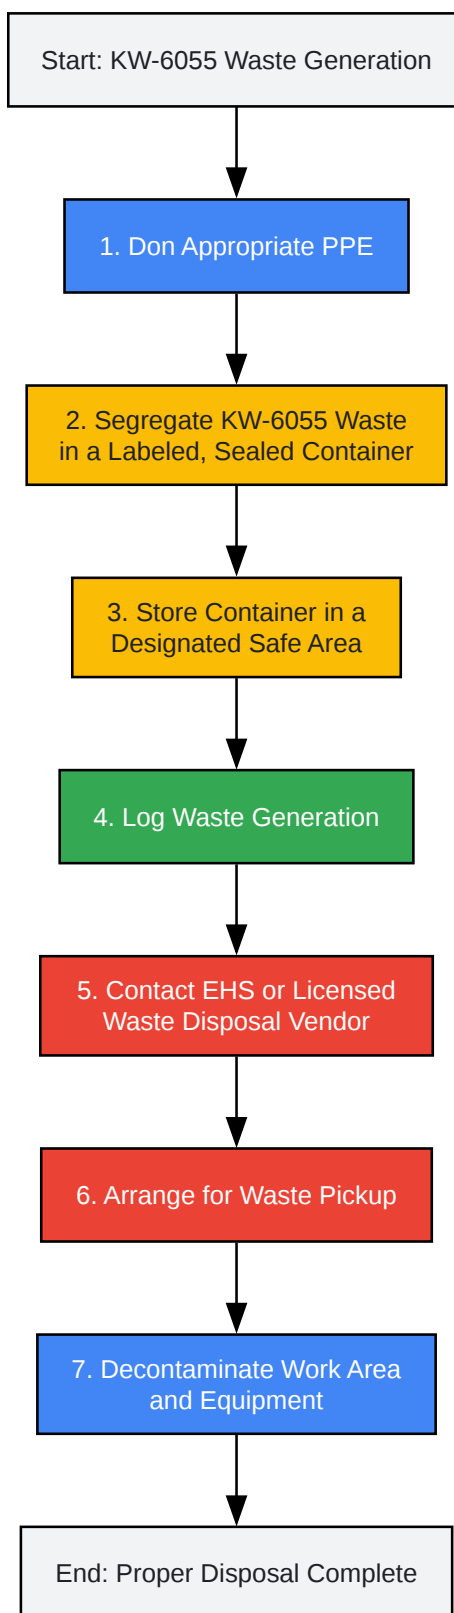 Start: KW-6055 Waste Generation
1. Don Appropriate PPE
2. Segregate KW-6055 Waste
in a Labeled, Sealed Container
3. Store Container in a
Designated Safe Area
4. Log Waste Generation
5. Contact EHS or Licensed
Waste Disposal Vendor
6. Arrange for Waste Pickup
7. Decontaminate Work Area
and Equipment
End: Proper Disposal Complete